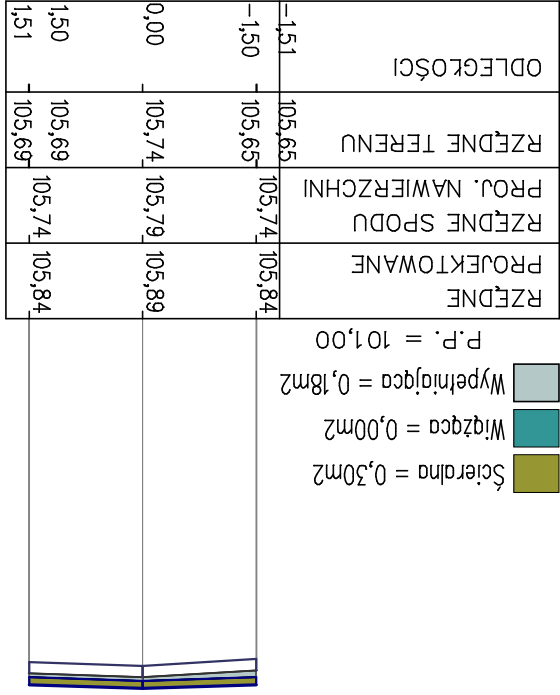 Ścieralna = 0,30m2
Wiążąca = 0,00m2
Wypełniająca = 0,18m2
P.P. = 101,00
RZĘDNE
PROJEKTOWANE
105,84
105,89
105,84
RZĘDNE SPODU
PROJ. NAWIERZCHNI
105,74
105,79
105,74
RZĘDNE TERENU
105,65
105,65
105,74
105,69
105,69
ODLEGŁOŚCI
-1,51
-1,50
0,00
1,50
1,51